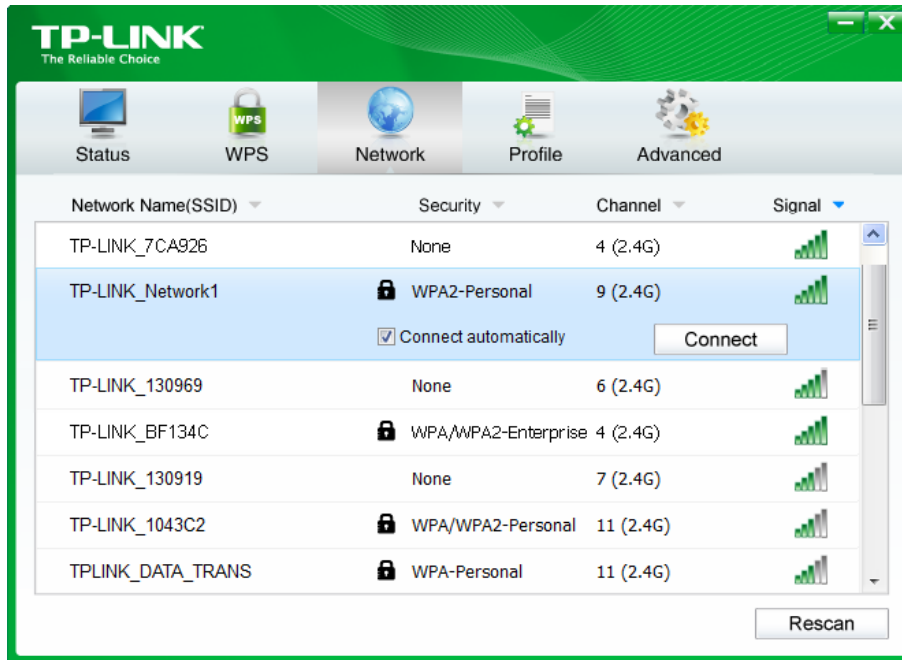 TP-LINK
The Reliable Choice
WPS
Status WPS Network Profile Advanced
Network Name(SSID) Security Channel Signal
TP-LINK_7CA926 None 4 (2.4G)
TP-LINK_Network1 WPA2-Personal 9 (2.4G)
Connect automatically Connect
TP-LINK_130969 None 6 (2.4G)
TP-LINK_BF134C WPA/WPA2-Enterprise 4 (2.4G)
TP-LINK_130919 None 7 (2.4G)
TP-LINK_1043C2 WPA/WPA2-Personal 11 (2.4G)
TPLINK_DATA_TRANS WPA-Personal 11 (2.4G)
Rescan